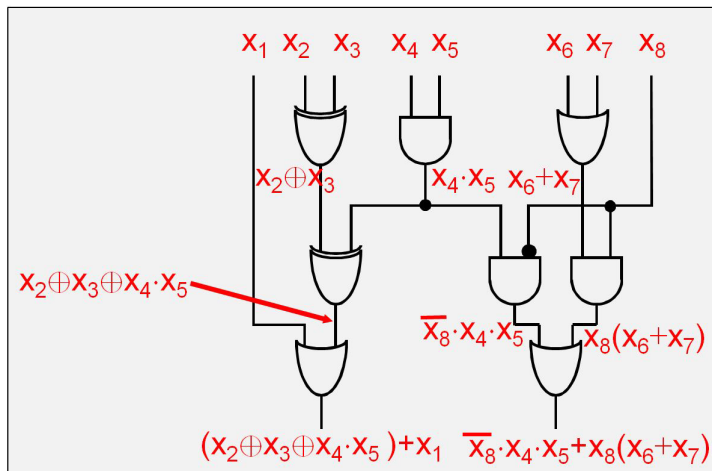 x₁ x₂ x₃ x₄ x₅ x₆ x₇ x₈
x₂⊕x₃ x₄·x₅ x₆+x₇
x₂⊕x₃⊕x₄·x₅
x̅₈·x₄·x₅ x₈(x₆+x₇)
(x₂⊕x₃⊕x₄·x₅)+x₁ x̅₈·x₄·x₅+x₈(x₆+x₇)